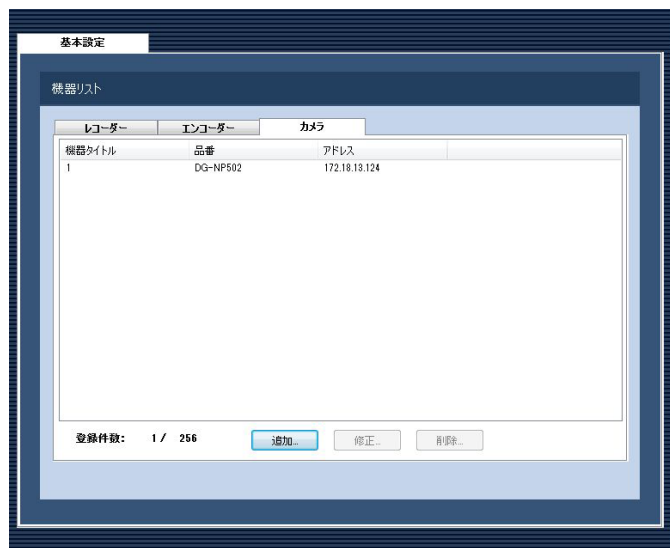 基本設定
機器リスト
レコーダー エンコーダー カメラ
機器タイトル 品番 アドレス
1 DG-NP502 172.18.13.124
登録件数: 1 / 256 追加... 修正... 削除...